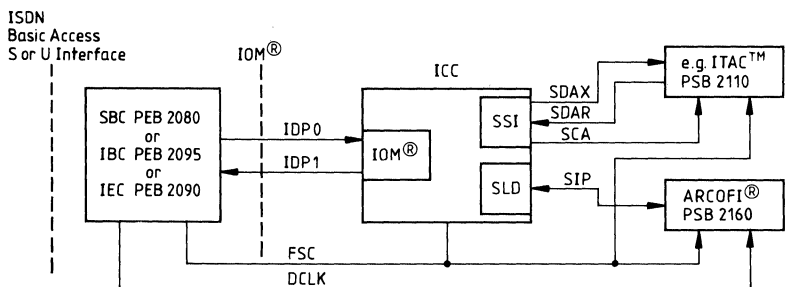 ISDN
Basic Access
S or U Interface
IOM®
ICC
SBC PEB 2080
or
IBC PEB 2095
or
IEC PEB 2090
IDP0
IDP1
IOM®
SSI
SLD
SDAX
SDAR
SCA
SIP
e.g. ITAC™
PSB 2110
ARCOFI®
PSB 2160
FSC
DCLK